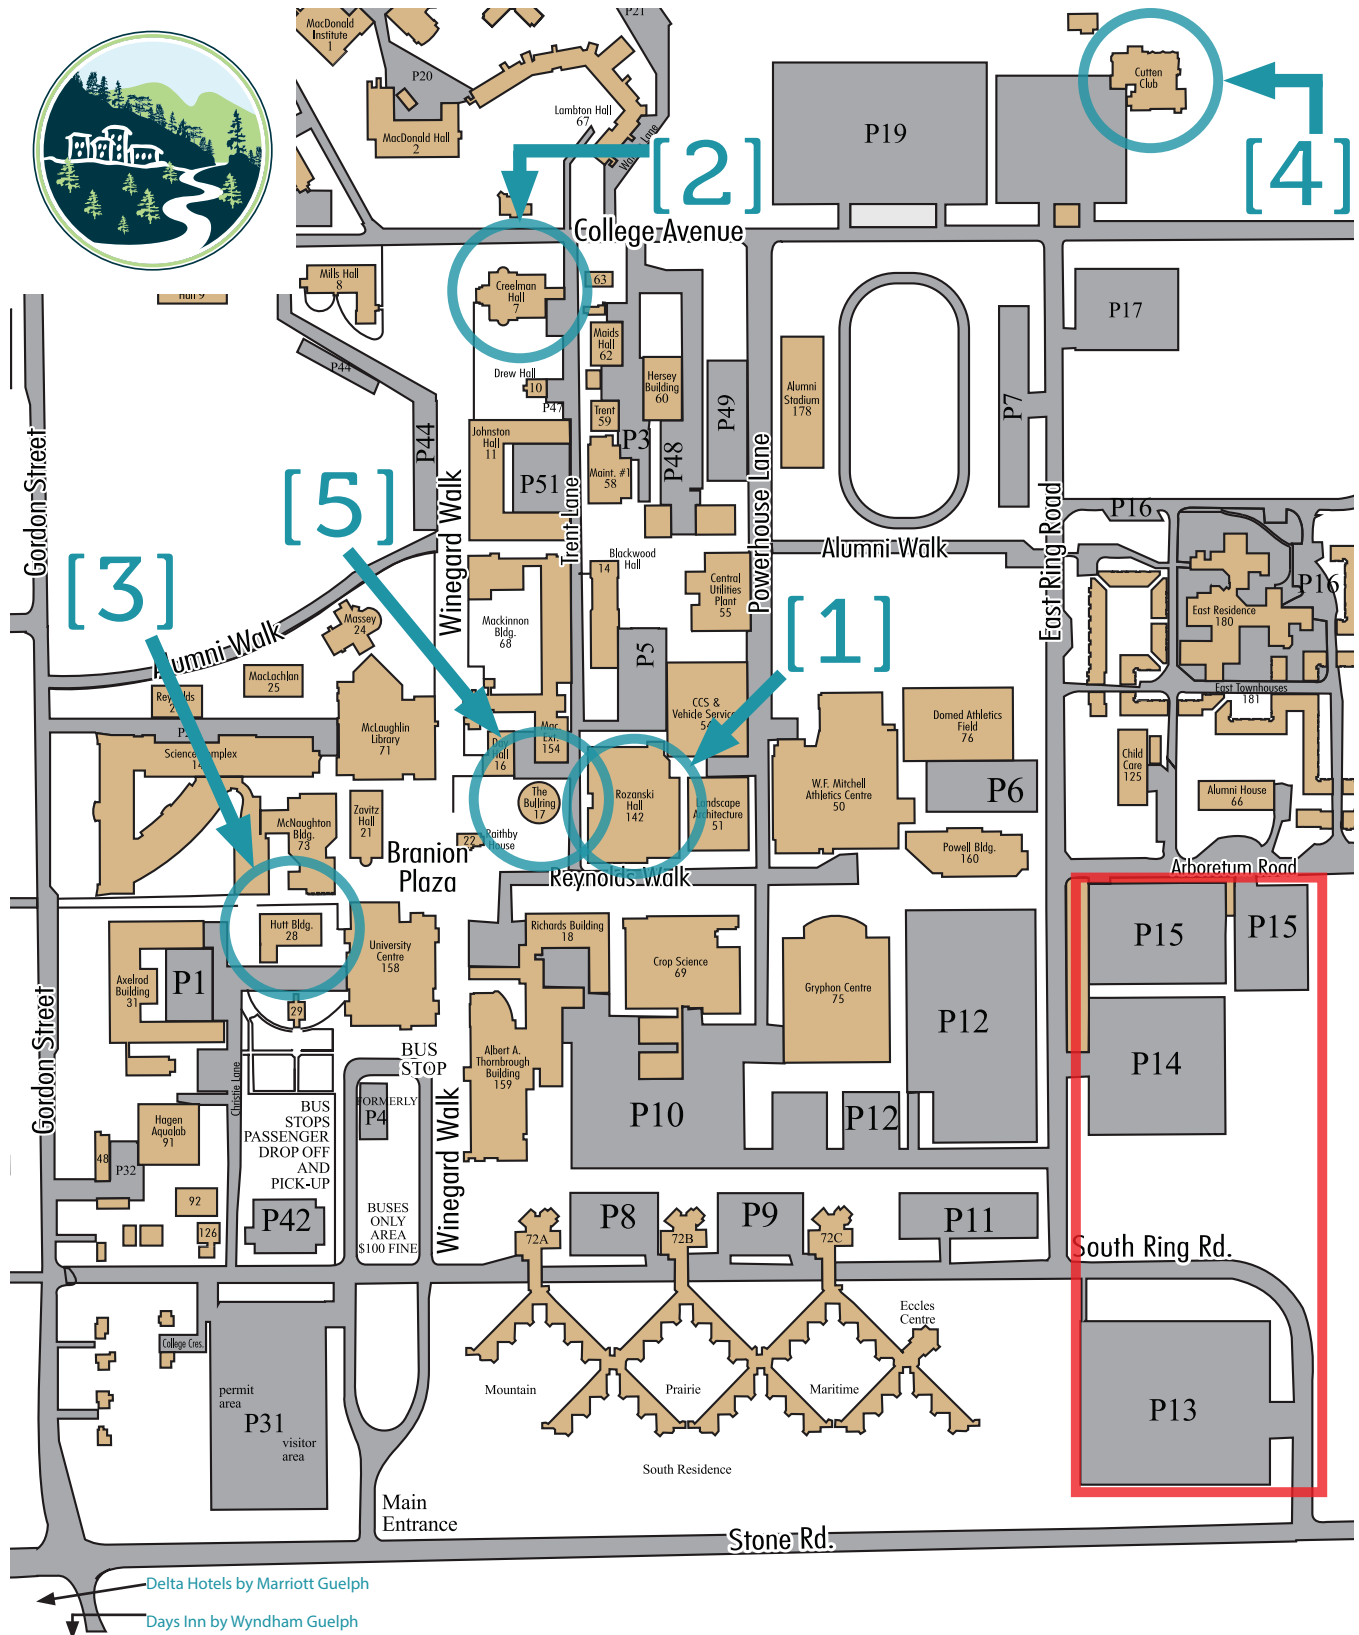 MacDonald
Institute
1
P21
P20
MacDonald Hall
2
Lambton Hall
67
P19
Cutten
Club
[2]
[4]
College Avenue
Mills Hall
8
Hall 9
Creelman
Hall
7
63
P17
P44
Maids
Hall
62
Drew Hall
10
P47
Hersey
Building
60
P49
Alumni
Stadium
178
P7
Trent
59
Johnston
Hall
11
P44
P3
P48
P51
Maint. #1
58
Gordon Street
Winegard Walk
Trent Lane
Powerhouse Lane
East Ring Road
[5]
[3]
P16
Alumni Walk
Blackwood
Hall
14
Central
Utilities
Plant
55
P16
East Residence
180
Massey
24
Mackinnon
Bldg.
68
[1]
P5
Alumni Walk
MacLachlan
25
East Townhouses
181
McLaughlin
Library
71
Mac
Ext.
154
CCS &
Domed Athletics
Field
76
Day
Hall
16
Child
Care
125
The
Bullring
17
Rozanski
Hall
142
Landscape
Architecture
51
W.F. Mitchell
Athletics Centre
50
P6
Alumni House
66
Zavitz
Hall
21
McNaughton
Bldg.
73
22
Raithby
House
Powell Bldg.
160
Branion
Plaza
Reynolds Walk
Arboretum Road
Hutt Bldg.
28
University
Centre
158
Richards Building
18
Crop Science
69
P15
P15
Axelrod
Building
31
P1
Gryphon Centre
75
29
P12
Gordon Street
BUS
STOP
Albert A.
Thornbrough
Building
159
P14
Christie Lane
FORMERLY
P4
BUS
STOPS
PASSENGER
DROP OFF
AND
PICK-UP
P10
P12
Hagen
Aqualab
91
48
P32
Winegard Walk
92
126
P42
BUSES
ONLY
AREA
$100 FINE
P8
P9
P11
72A
72B
72C
South Ring Rd.
Eccles
Centre
College Cres.
permit
area
P31
visitor
area
Mountain
Prairie
Maritime
P13
South Residence
Main
Entrance
Stone Rd.
Delta Hotels by Marriott Guelph
Days Inn by Wyndham Guelph